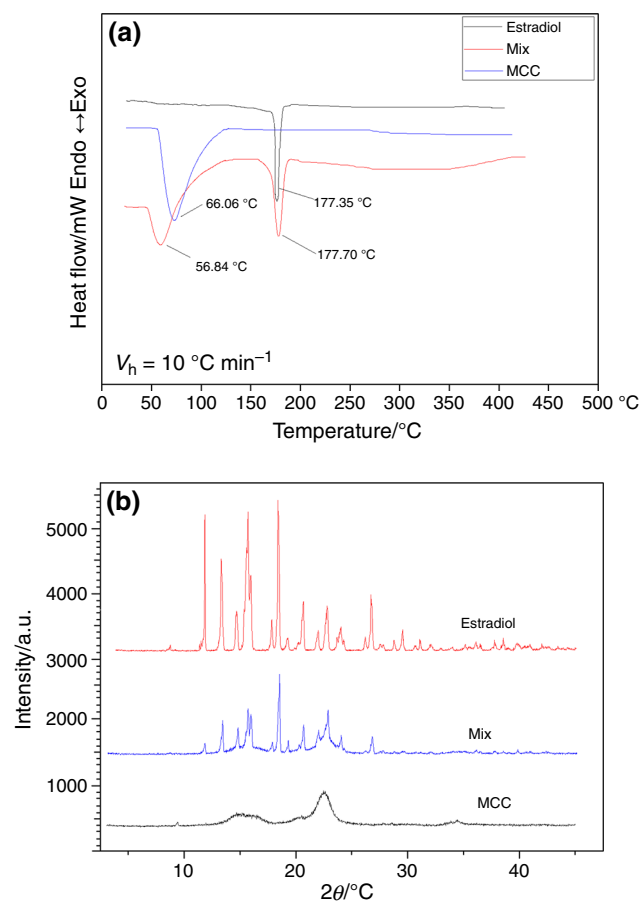 (a)
Estradiol
Mix
MCC
Heat flow/mW Endo ↔Exo
66.06 °C
177.35 °C
56.84 °C
177.70 °C
V_h = 10 °C min⁻¹
0 50 100 150 200 250 300 350 400 450 500 °C
Temperature/°C
(b)
5000
4000
3000
2000
1000
Intensity/a.u.
Estradiol
Mix
MCC
10 20 30 40
2θ/°C